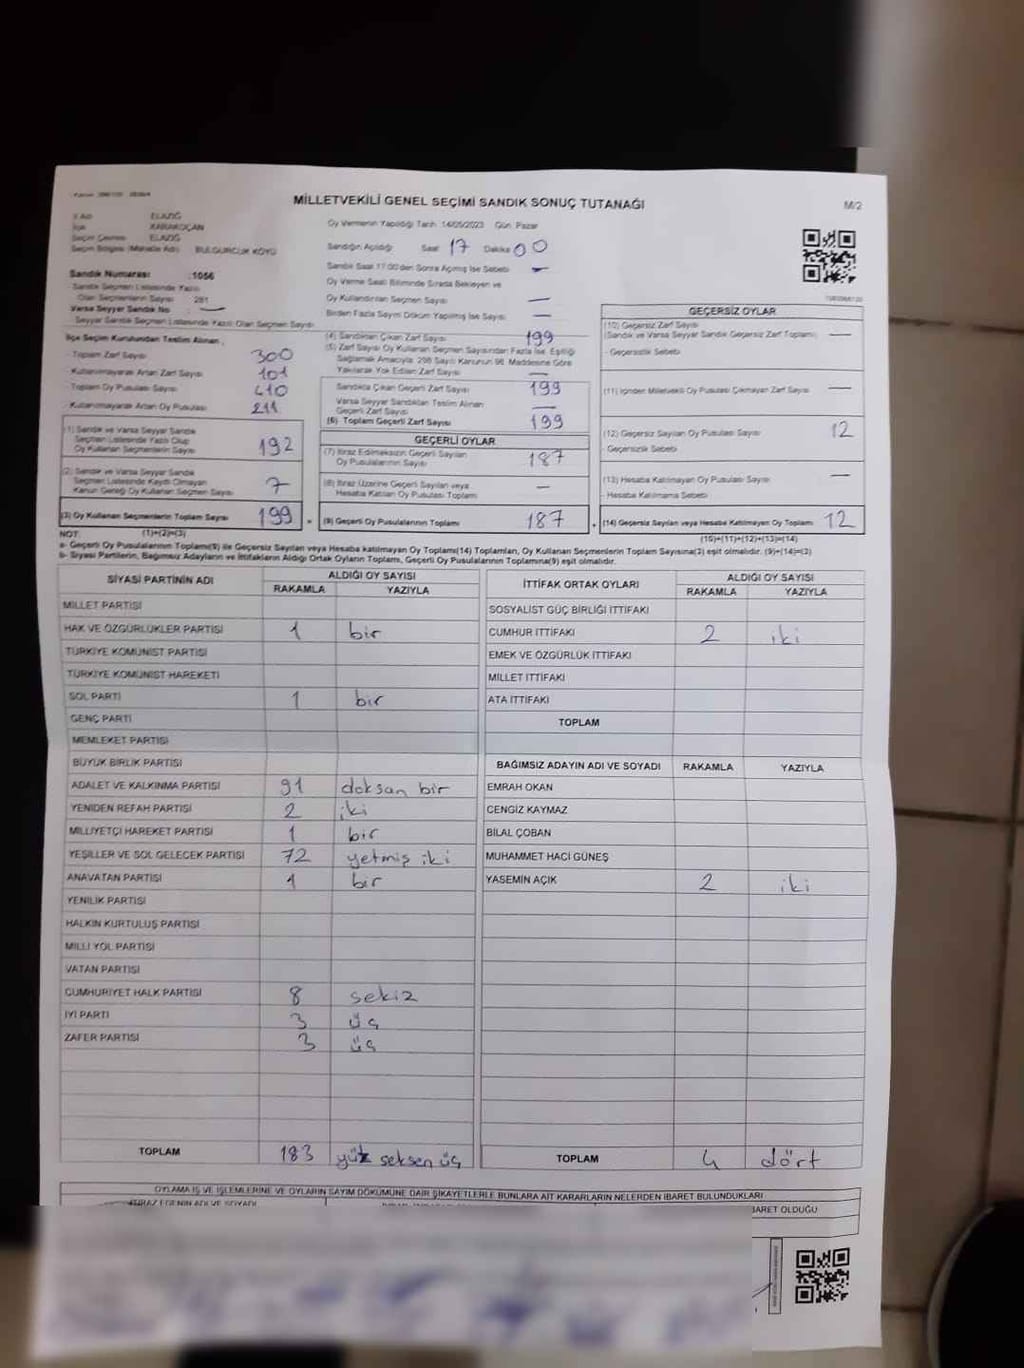 MİLLETVEKİLİ GENEL SEÇİMİ SANDIK SONUÇ TUTANAĞI
M/2
İl Adı ELAZIĞ
İlçe KARAKOÇAN
Seçim Çevresi ELAZIĞ
Seçim Bölgesi (Mahalle Adı) BULGURCUK KÖYÜ
Oy Vermenin Yapıldığı Tarih 14/05/2023 Gün Pazar
Sandığın Açıldığı Saat 17 Dakika 00
Sandık Saat 17:00'den Sonra Açılmış İse Sebebi —
Oy Verme Saati Bitiminde Sırada Bekleyen ve
Oy Kullandırılan Seçmen Sayısı —
Birden Fazla Sayım Döküm Yapılmış İse Sayısı —
Sandık Numarası :1056
Sandık Seçmen Listesinde Yazılı
Olan Seçmenlerin Sayısı 281
Varsa Seyyar Sandık No : —
Seyyar Sandık Seçmen Listesinde Yazılı Olan Seçmen Sayısı
İlçe Seçim Kurulundan Teslim Alınan
- Toplam Zarf Sayısı 300
- Kullanılmayarak Artan Zarf Sayısı 101
- Toplam Oy Pusulası Sayısı 410
- Kullanılmayarak Artan Oy Pusulası 211
(1) Sandık ve Varsa Seyyar Sandık
Seçmen Listesinde Yazılı Olup
Oy Kullanan Seçmen Sayısı 192
(2) Sandık ve Varsa Seyyar Sandık
Seçmen Listesinde Kaydı Olmayan
Kanun Gereği Oy Kullanan Seçmen Sayısı 7
(3) Oy Kullanan Seçmenlerin Toplam Sayısı 199
(1)+(2)=(3)
(4) Sandıktan Çıkan Zarf Sayısı 199
(5) Zarf Sayısı Oy Kullanan Seçmen Sayısından Fazla İse, Eşitliği
Sağlamak Amacıyla, 298 Sayılı Kanunun 98. Maddesine Göre
Yakılarak Yok Edilen Zarf Sayısı —
Sandıkta Çıkan Geçerli Zarf Sayısı 199
Varsa Seyyar Sandıktan Teslim Alınan
Geçerli Zarf Sayısı —
(6) Toplam Geçerli Zarf Sayısı 199
GEÇERLİ OYLAR
(7) İtiraz Edilmeksizin Geçerli Sayılan
Oy Pusulalarının Toplamı 187
(8) İtiraz Üzerine Geçerli Sayılan veya
Hesaba Katılan Oy Pusulası Toplamı —
= (9) Geçerli Oy Pusulalarının Toplamı 187
GEÇERSİZ OYLAR
(10) Geçersiz Zarf Sayısı
(Sandık ve Varsa Seyyar Sandık Geçersiz Zarf Toplamı) —
- Geçersizlik Sebebi
(11) İçinden Milletvekili Oy Pusulası Çıkmayan Zarf Sayısı —
(12) Geçersiz Sayılan Oy Pusulası Sayısı 12
- Geçersizlik Sebebi
(13) Hesaba Katılmayan Oy Pusulası Sayısı —
- Hesaba Katılmama Sebebi
+ (14) Geçersiz Sayılan veya Hesaba Katılmayan Oy Toplamı 12
(10)+(11)+(12)+(13)=(14)
NOT:
a- Geçerli Oy Pusulalarının Toplamı(9) ile Geçersiz Sayılan veya Hesaba katılmayan Oy Toplamı(14) Toplamları, Oy Kullanan Seçmenlerin Toplam Sayısına(3) eşit olmalıdır. (9)+(14)=(3)
b- Siyasi Partilerin, Bağımsız Adayların ve İttifakların Aldığı Ortak Oyların Toplamı, Geçerli Oy Pusulalarının Toplamına(9) eşit olmalıdır.
SİYASİ PARTİNİN ADI ALDIĞI OY SAYISI
RAKAMLA YAZIYLA
MİLLET PARTİSİ
HAK VE ÖZGÜRLÜKLER PARTİSİ 1 bir
TÜRKİYE KOMÜNİST PARTİSİ
TÜRKİYE KOMÜNİST HAREKETİ
SOL PARTİ 1 bir
GENÇ PARTİ
MEMLEKET PARTİSİ
BÜYÜK BİRLİK PARTİSİ
ADALET VE KALKINMA PARTİSİ 91 doksan bir
YENİDEN REFAH PARTİSİ 2 iki
MİLLİYETÇİ HAREKET PARTİSİ 1 bir
YEŞİLLER VE SOL GELECEK PARTİSİ 72 yetmiş iki
ANAVATAN PARTİSİ 1 bir
YENİLİK PARTİSİ
HALKIN KURTULUŞ PARTİSİ
MİLLİ YOL PARTİSİ
VATAN PARTİSİ
CUMHURİYET HALK PARTİSİ 8 sekiz
İYİ PARTİ 3 üç
ZAFER PARTİSİ 3 üç
TOPLAM 183 yüz seksen üç
İTTİFAK ORTAK OYLARI ALDIĞI OY SAYISI
RAKAMLA YAZIYLA
SOSYALİST GÜÇ BİRLİĞİ İTTİFAKI
CUMHUR İTTİFAKI 2 iki
EMEK VE ÖZGÜRLÜK İTTİFAKI
MİLLET İTTİFAKI
ATA İTTİFAKI
TOPLAM
BAĞIMSIZ ADAYIN ADI VE SOYADI RAKAMLA YAZIYLA
EMRAH OKAN
CENGİZ KAYMAZ
BİLAL ÇOBAN
MUHAMMET HACİ GÜNEŞ
YASEMİN AÇIK 2 iki
TOPLAM 4 dört
OYLAMA İŞ VE İŞLEMLERİNE VE OYLARIN SAYIM DÖKÜMÜNE DAİR ŞİKAYETLERLE BUNLARA AİT KARARLARIN NELERDEN İBARET BULUNDUKLARI
İTİRAZ EDENİN ADI VE SOYADI
İBARET OLDUĞU